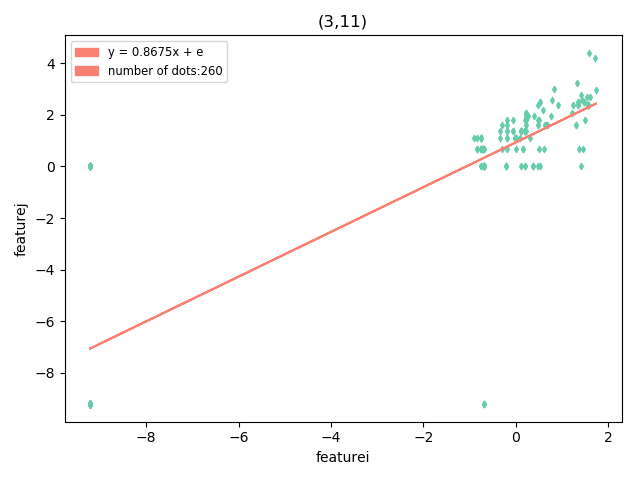 (3,11)
y = 0.8675x + e
number of dots:260
4
2
0
−2
−4
−6
−8
featurej
−8 −6 −4 −2 0 2
featurei